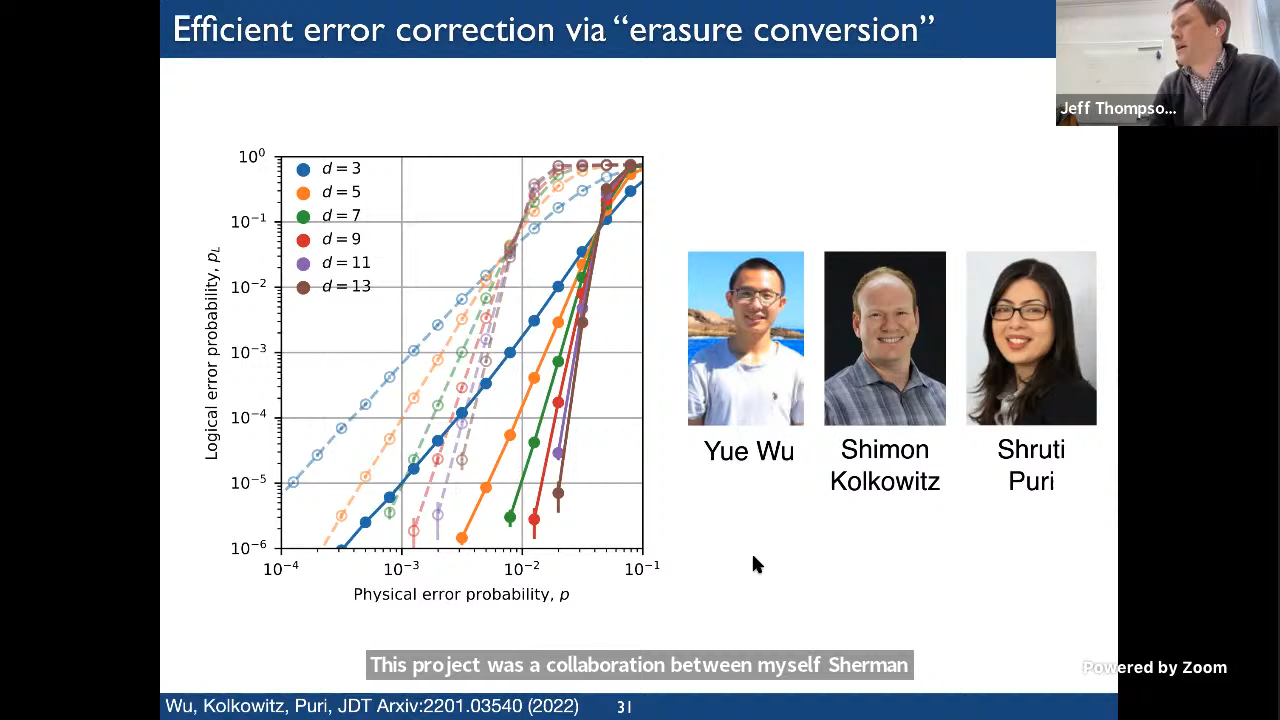 Efficient error correction via “erasure conversion”
Jeff Thompso...
10⁰
10⁻¹
10⁻²
10⁻³
10⁻⁴
10⁻⁵
10⁻⁶
Logical error probability, p_L
d = 3
d = 5
d = 7
d = 9
d = 11
d = 13
10⁻⁴ 10⁻³ 10⁻² 10⁻¹
Physical error probability, p
Yue Wu
Shimon
Kolkowitz
Shruti
Puri
This project was a collaboration between myself Sherman
Powered by Zoom
Wu, Kolkowitz, Puri, JDT Arxiv:2201.03540 (2022) 31